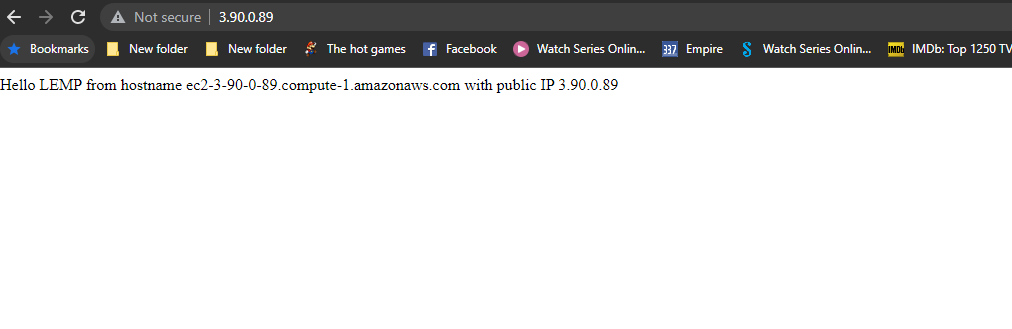 Not secure 3.90.0.89
Bookmarks New folder New folder The hot games Facebook Watch Series Onlin... 337 Empire S Watch Series Onlin... IMDb IMDb: Top 1250 TV
Hello LEMP from hostname ec2-3-90-0-89.compute-1.amazonaws.com with public IP 3.90.0.89